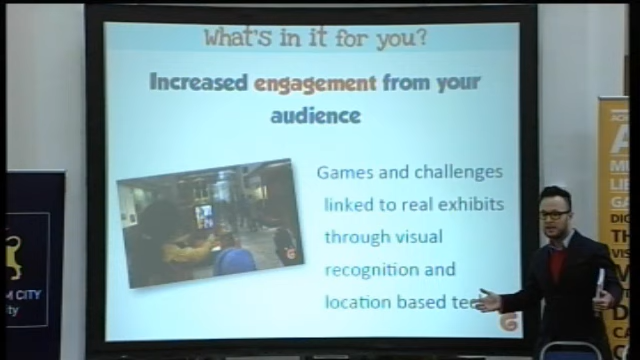 What's in it for you?
Increased engagement from your
audience
Games and challenges
linked to real exhibits
through visual
recognition and
location based
M CITY